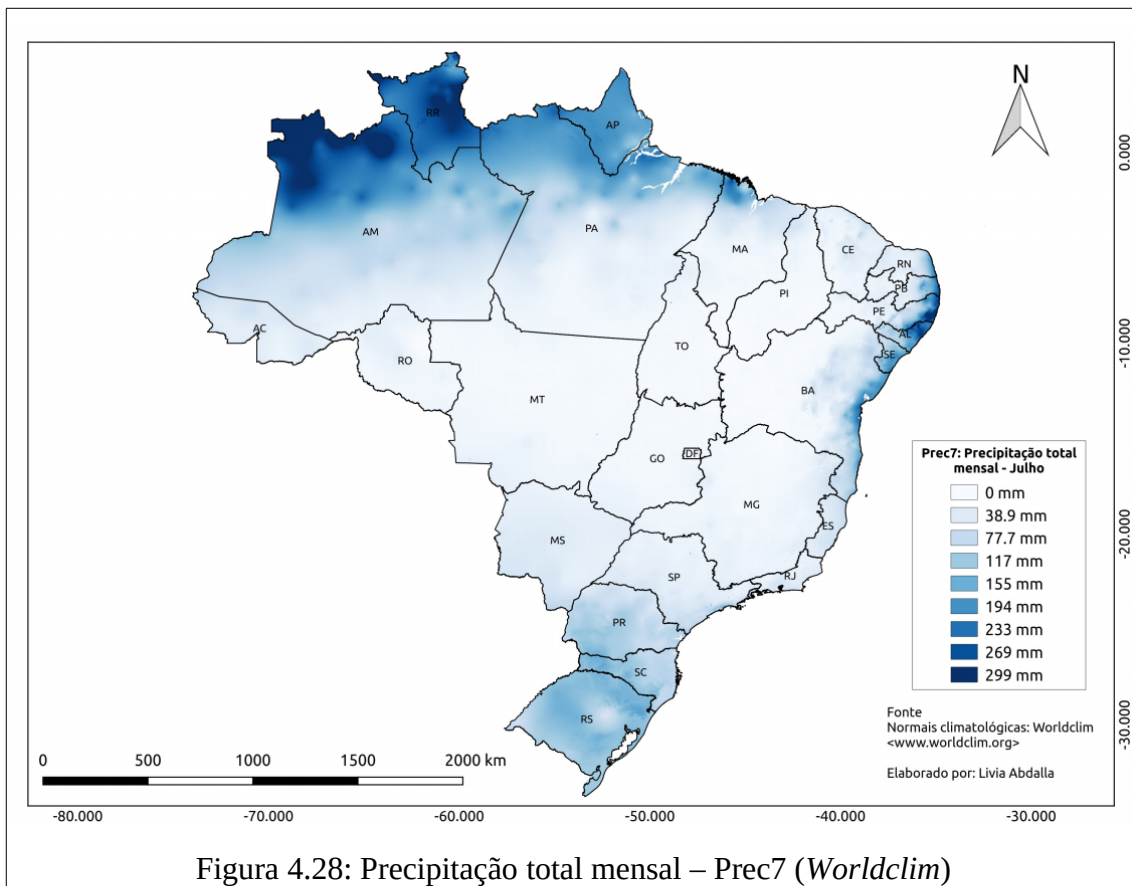 N
RR
AP
AM
PA
MA
CE
RN
PB
PE
AL
SE
PI
AC
RO
TO
BA
MT
GO
DF
MG
ES
MS
SP
RJ
PR
SC
RS
Prec7: Precipitação total
mensal - Julho
0 mm
38.9 mm
77.7 mm
117 mm
155 mm
194 mm
233 mm
269 mm
299 mm
Fonte
Normais climatológicas: Worldclim
<www.worldclim.org>
Elaborado por: Livia Abdalla
0 500 1000 1500 2000 km
0.000
-10.000
-20.000
-30.000
-80.000 -70.000 -60.000 -50.000 -40.000 -30.000
Figura 4.28: Precipitação total mensal – Prec7 (Worldclim)